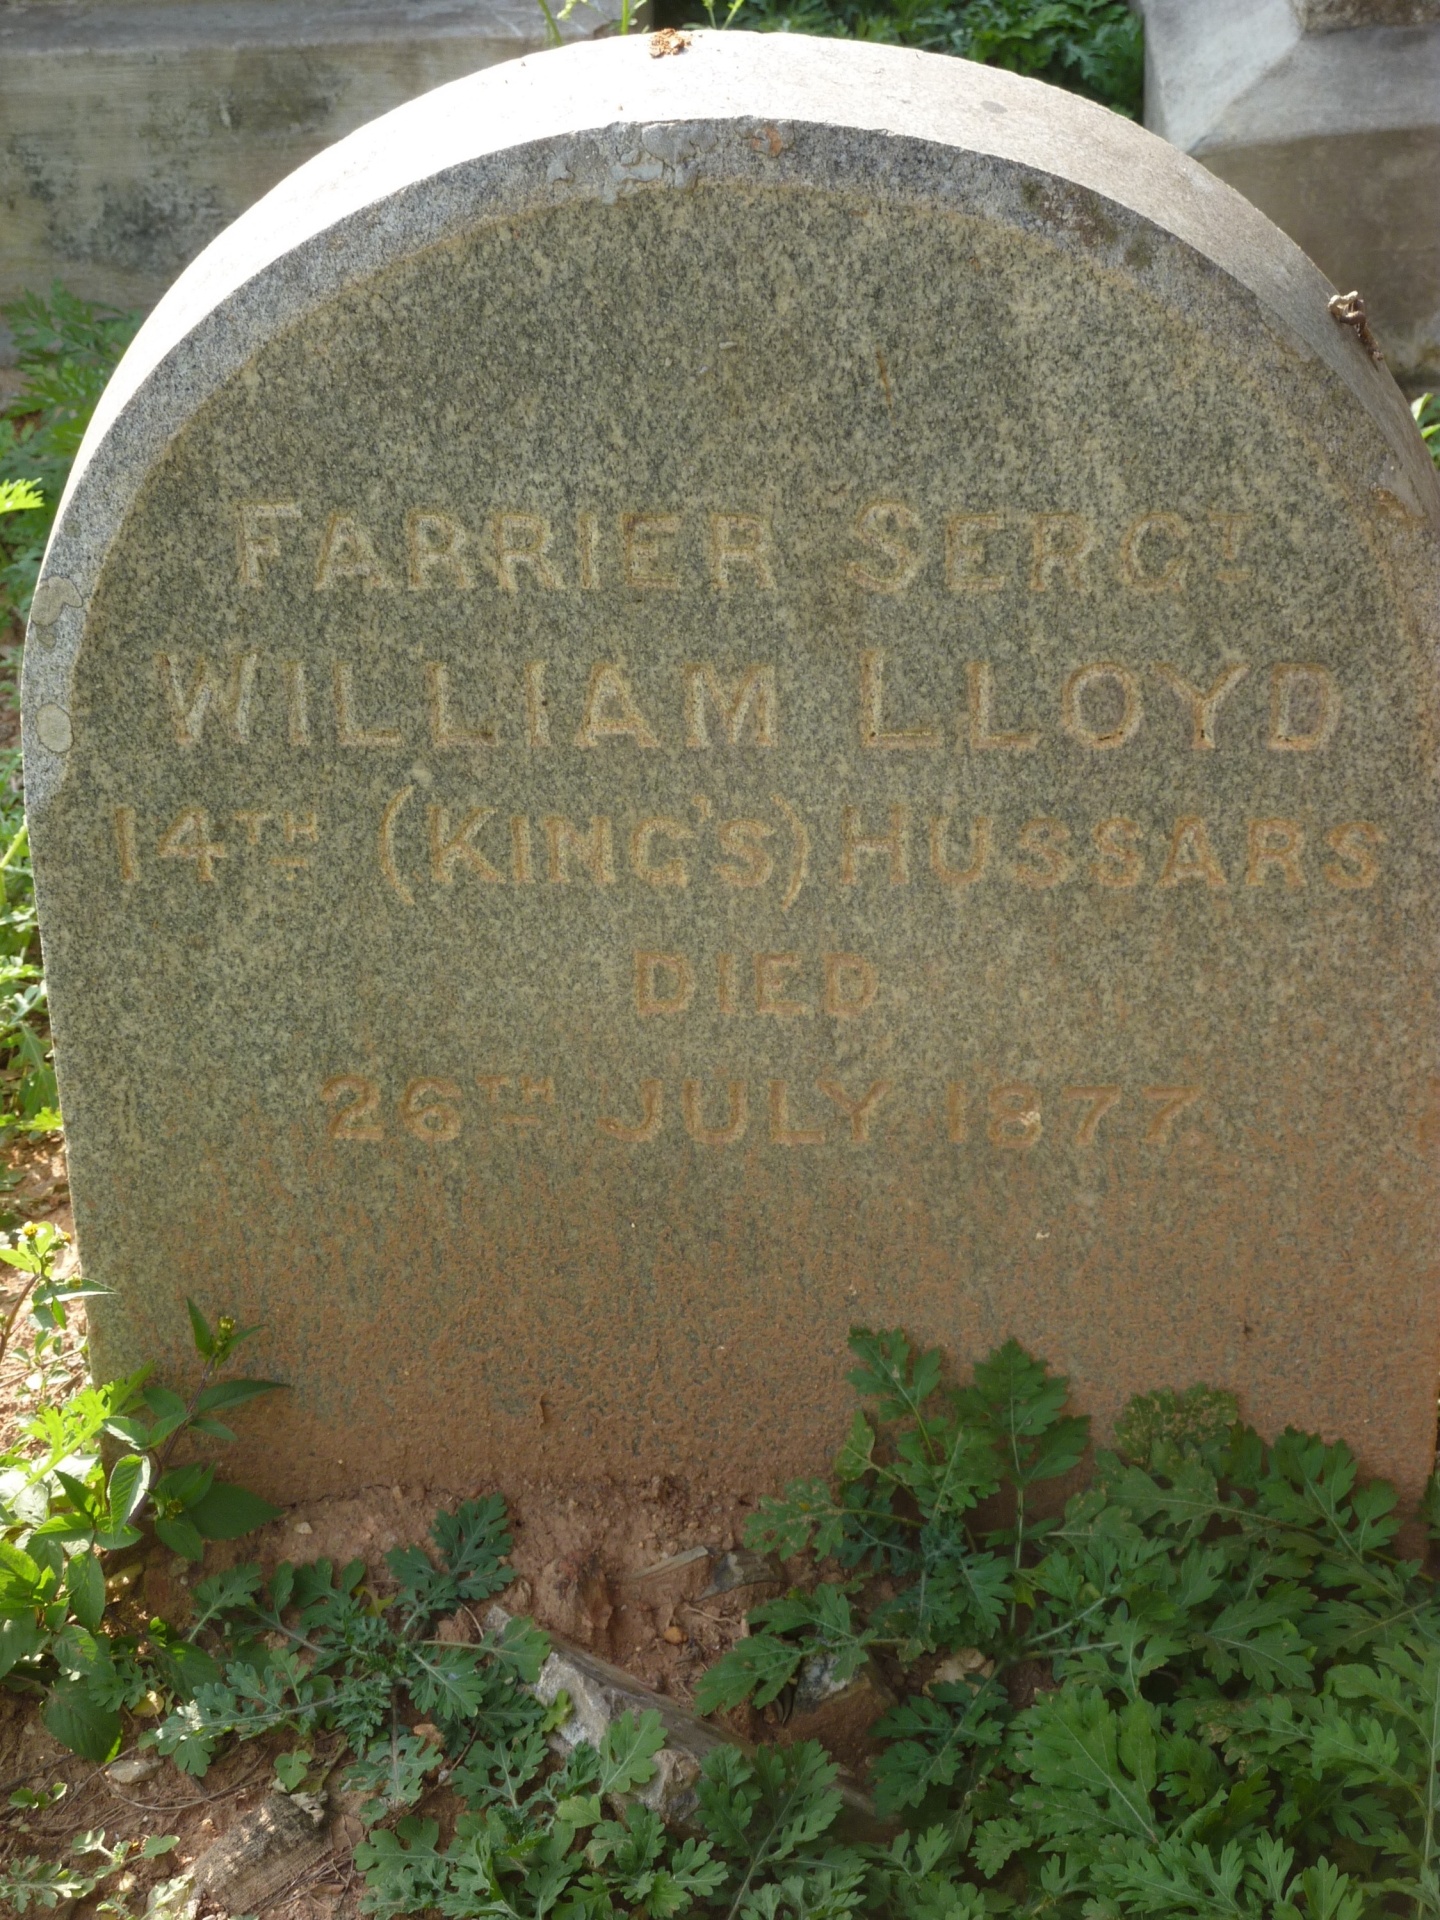 FARRIER SERGT
WILLIAM LLOYD
14TH (KING'S) HUSSARS
DIED
26TH JULY 1877.